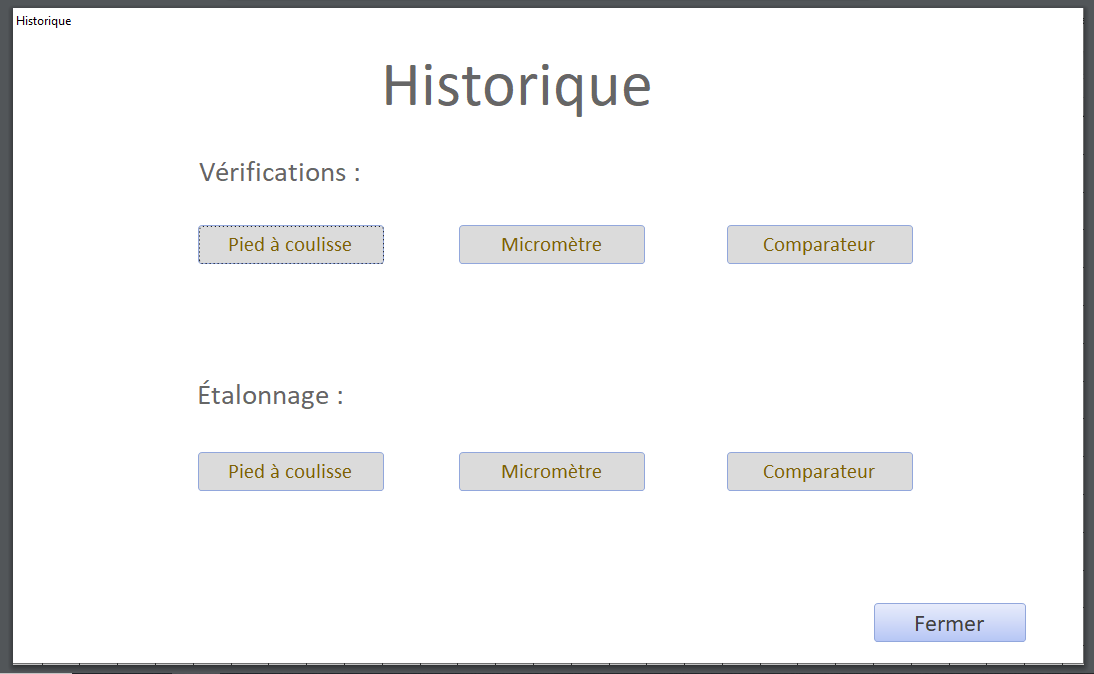 Historique
Historique
Vérifications :
Pied à coulisse Micromètre Comparateur
Étalonnage :
Pied à coulisse Micromètre Comparateur
Fermer